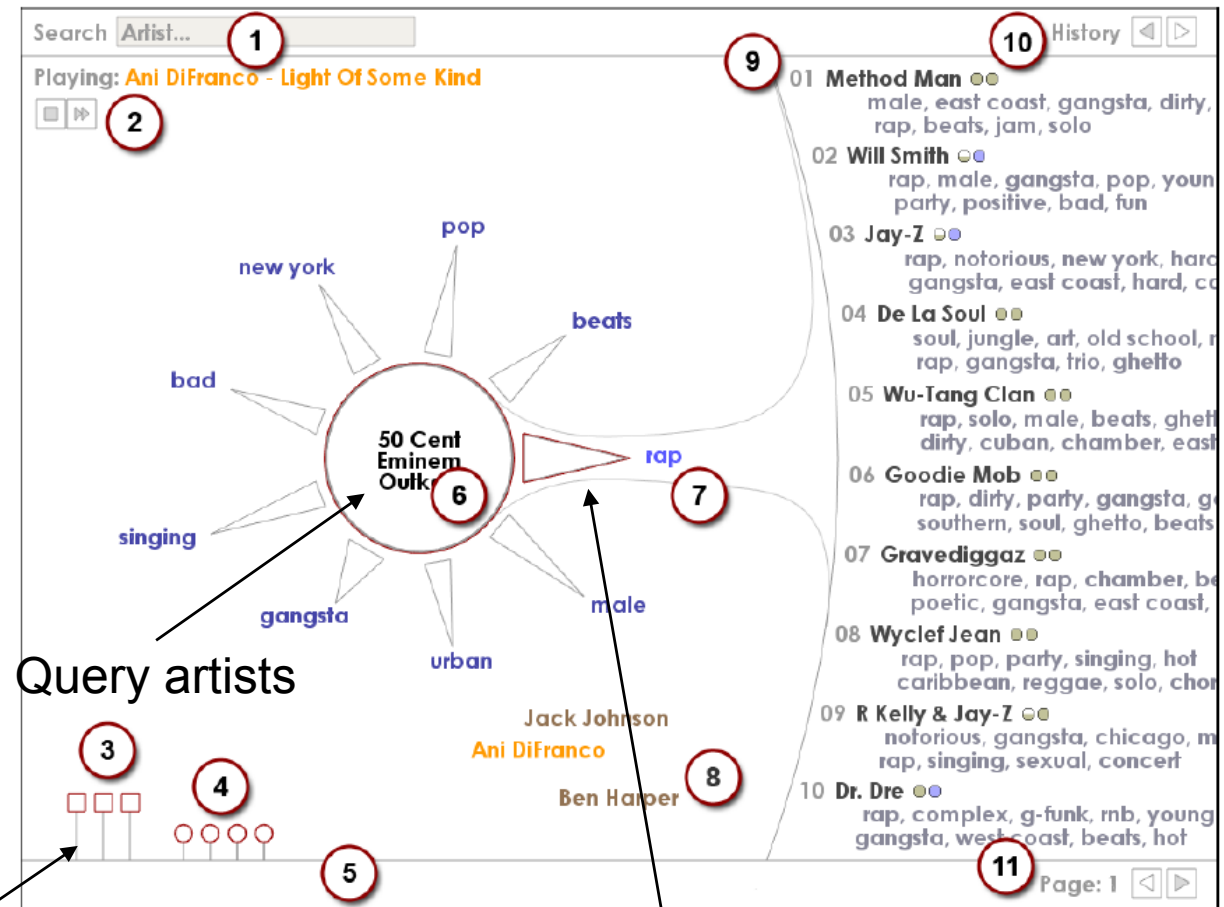 Search Artist... 1
10 History
Playing: Ani DiFranco - Light Of Some Kind
2
9
01 Method Man
male, east coast, gangsta, dirty,
rap, beats, jam, solo
02 Will Smith
rap, male, gangsta, pop, youn
party, positive, bad, fun
03 Jay-Z
rap, notorious, new york, harc
gangsta, east coast, hard, cc
04 De La Soul
soul, jungle, art, old school, r
rap, gangsta, trio, ghetto
05 Wu-Tang Clan
rap, solo, male, beats, ghett
dirty, cuban, chamber, east
06 Goodie Mob
rap, dirty, party, gangsta, g
southern, soul, ghetto, beats
07 Gravediggaz
horrorcore, rap, chamber, be
poetic, gangsta, east coast,
08 Wyclef Jean
rap, pop, party, singing, hot
caribbean, reggae, solo, chor
09 R Kelly & Jay-Z
notorious, gangsta, chicago, m
rap, singing, sexual, concert
10 Dr. Dre
rap, complex, g-funk, rnb, young
gangsta, west coast, beats, hot
pop
new york
beats
bad
50 Cent
Eminem
6
rap
7
singing
gangsta
male
urban
Query artists
Jack Johnson
Ani DiFranco
Ben Harper
8
3
4
5
11
Page: 1